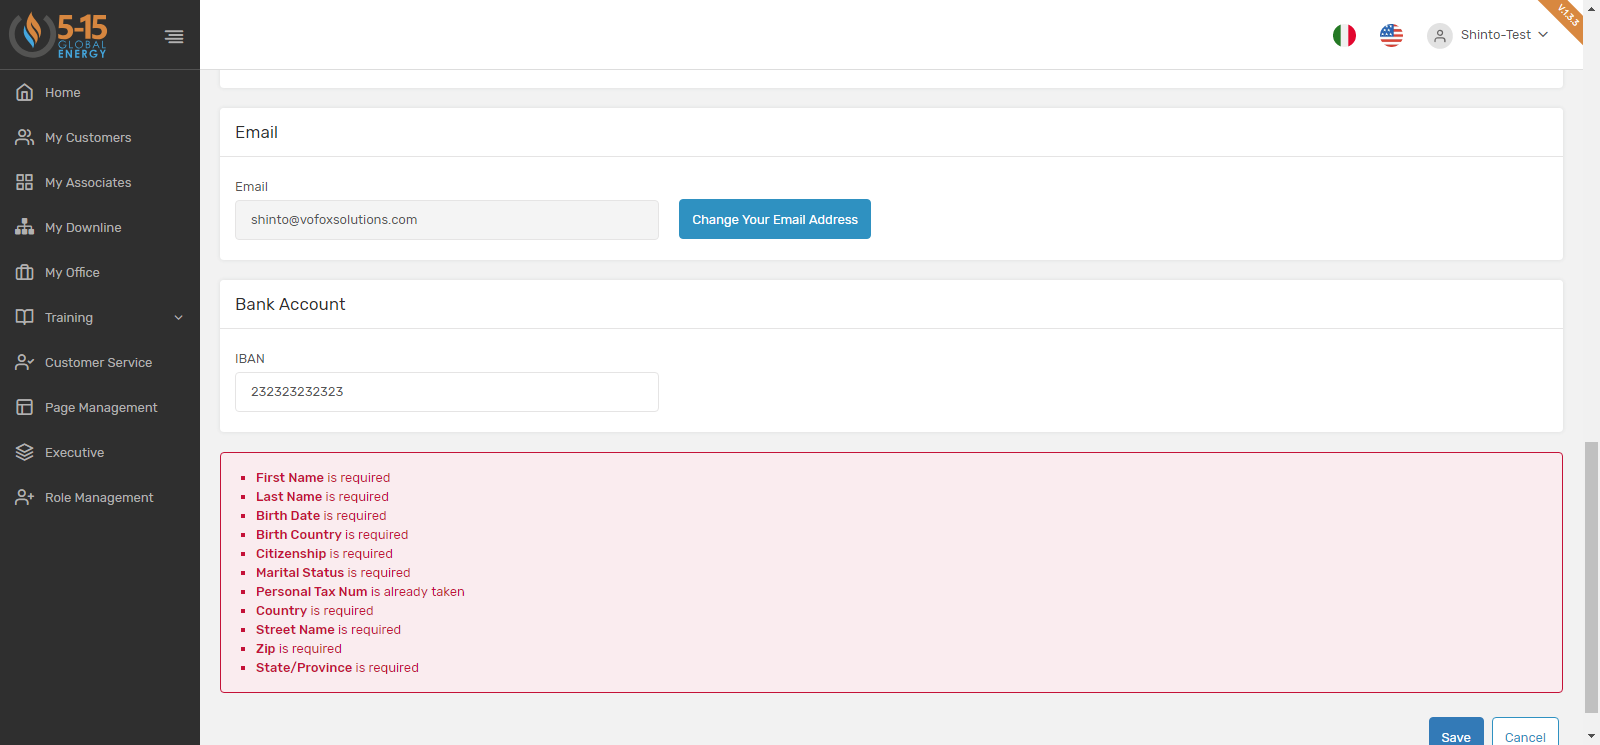 5-15
GLOBAL
ENERGY
Shinto-Test
V.1.3.3
Home
My Customers
My Associates
My Downline
My Office
Training
Customer Service
Page Management
Executive
Role Management
Email
Email
shinto@vofoxsolutions.com
Change Your Email Address
Bank Account
IBAN
232323232323
First Name is required
Last Name is required
Birth Date is required
Birth Country is required
Citizenship is required
Marital Status is required
Personal Tax Num is already taken
Country is required
Street Name is required
Zip is required
State/Province is required
Save
Cancel